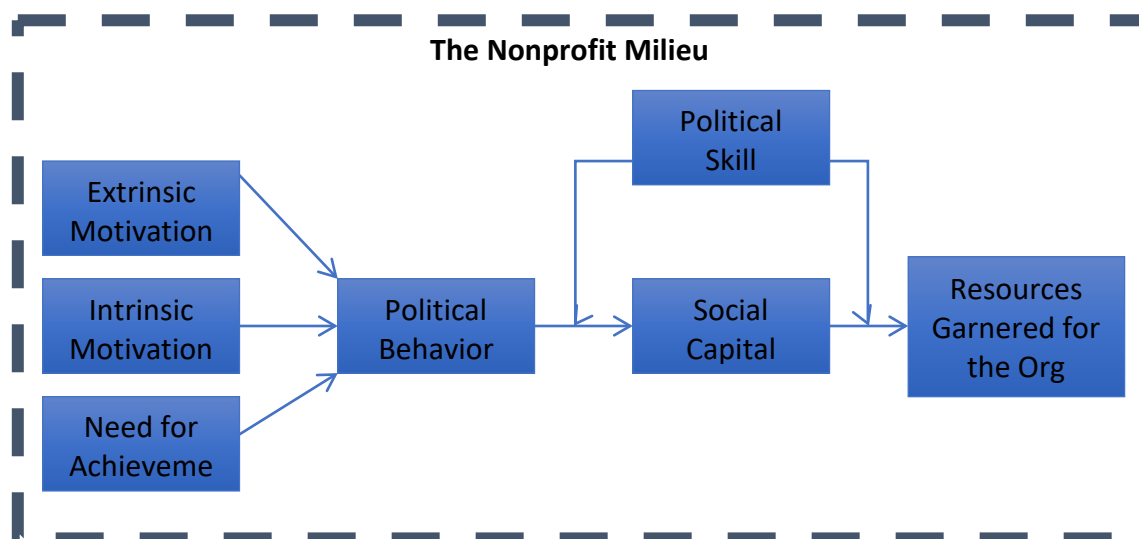 The Nonprofit Milieu
Political
Skill
Extrinsic
Motivation
Intrinsic
Motivation
Political
Behavior
Social
Capital
Resources
Garnered for
the Org
Need for
Achieveme